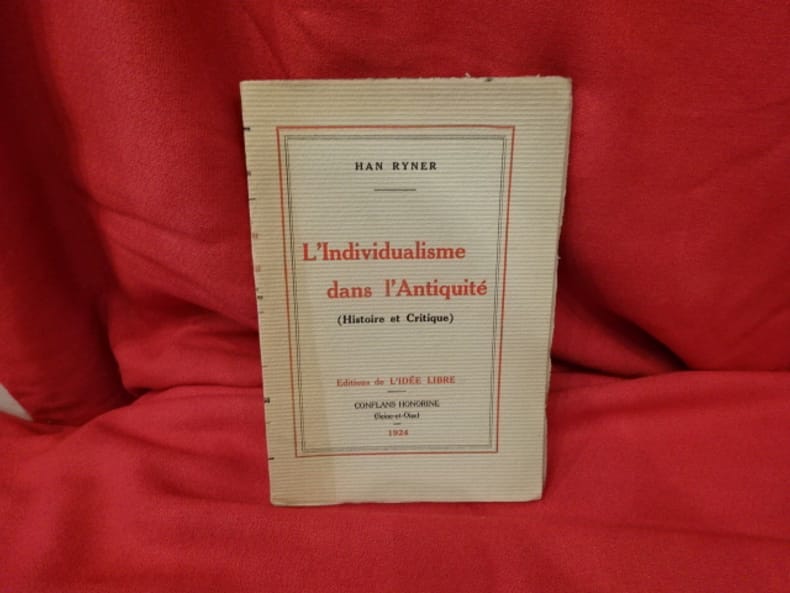 HAN RYNER
L'Individualisme
dans l'Antiquité
(Histoire et Critique)
Editions de L'IDÉE LIBRE
CONFLANS HONORINE
(Seine-et-Oise)
1924